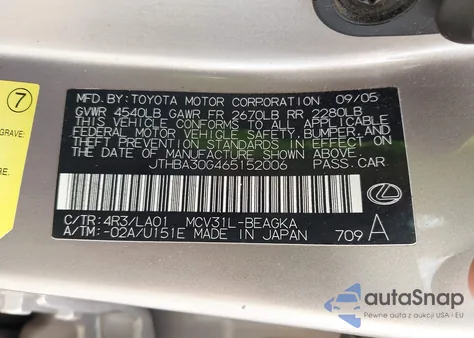 7
GRAVE:
MFD. BY: TOYOTA MOTOR CORPORATION 09/05
GVWR 4540LB GAWR FR 2670LB RR 2280LB
THIS VEHICLE CONFORMS TO ALL APPLICABLE
FEDERAL MOTOR VEHICLE SAFETY, BUMPER, AND
THEFT PREVENTION STANDARDS IN EFFECT ON
THE DATE OF MANUFACTURE SHOWN ABOVE.
JTHBA30G465152006 PASS. CAR
C/TR: 4R3/LA01 MCV31L-BEAGKA
A/TM: -02A/U151E MADE IN JAPAN 709 A
autoSnap
Pewne auta z aukcji USA i EU